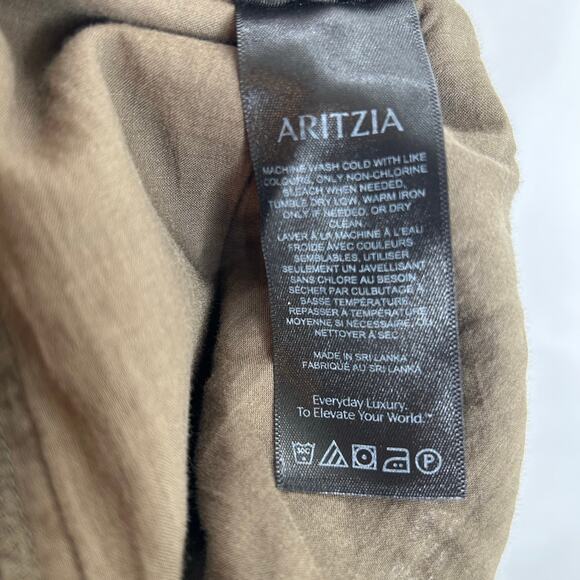 ARITZIA
MACHINE WASH COLD WITH LIKE
COLOURS, ONLY NON-CHLORINE
BLEACH WHEN NEEDED,
TUMBLE DRY LOW, WARM IRON
ONLY IF NEEDED, OR DRY
CLEAN
LAVER À LA MACHINE À L'EAU
FROIDE AVEC COULEURS
SEMBLABLES, UTILISER
SEULEMENT UN JAVELLISANT
SANS CHLORE AU BESOIN,
SÉCHER PAR CULBUTAGE À
BASSE TEMPÉRATURE,
REPASSER À TEMPÉRATURE
MOYENNE SI NÉCESSAIRE, OU
NETTOYER À SEC
MADE IN SRI LANKA
FABRIQUÉ AU SRI LANKA
Everyday Luxury.
To Elevate Your World.™
30C P